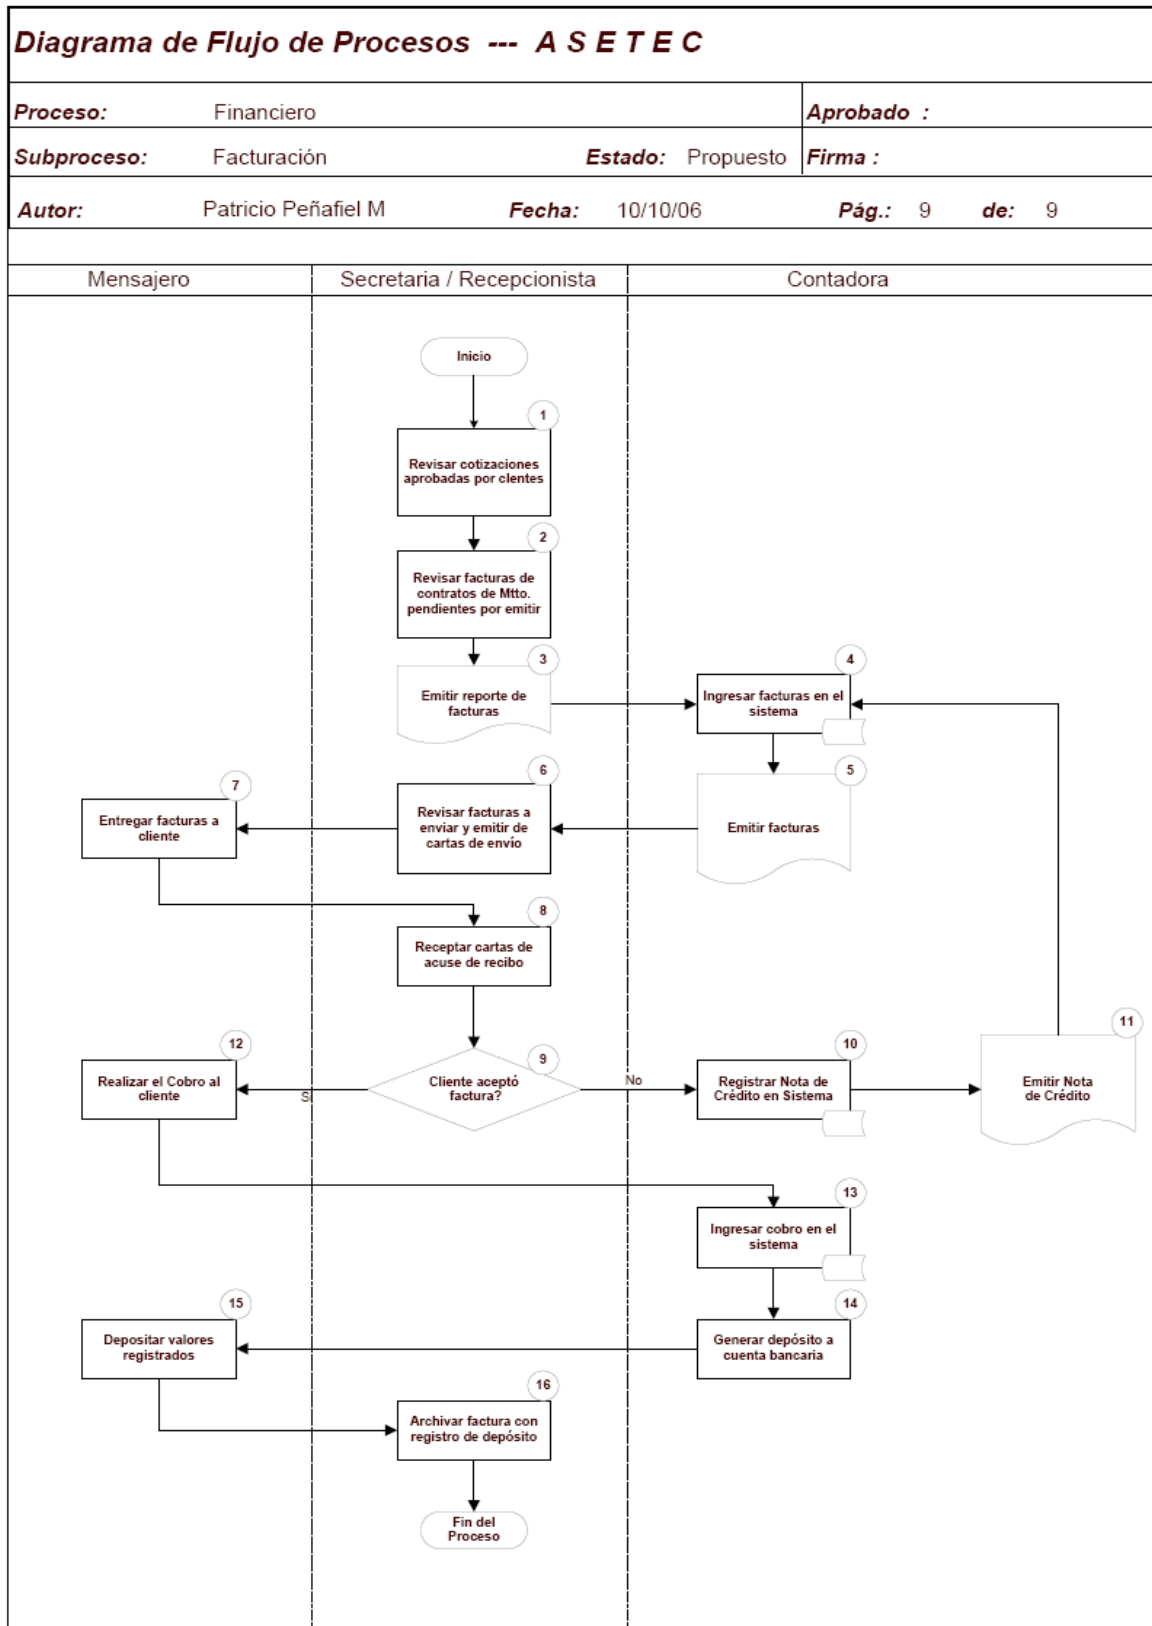 Diagrama de Flujo de Procesos --- A S E T E C
Proceso: Financiero Aprobado :
Subproceso: Facturación Estado: Propuesto Firma :
Autor: Patricio Peñafiel M Fecha: 10/10/06 Pág.: 9 de: 9
Mensajero Secretaria / Recepcionista Contadora
Inicio
1
Revisar cotizaciones
aprobadas por clentes
2
Revisar facturas de
contratos de Mtto.
pendientes por emitir
3
Emitir reporte de
facturas
4
Ingresar facturas en el
sistema
5
Emitir facturas
6
Revisar facturas a
enviar y emitir de
cartas de envío
7
Entregar facturas a
cliente
8
Receptar cartas de
acuse de recibo
9
Cliente aceptó
factura?
No
Si
10
Registrar Nota de
Crédito en Sistema
11
Emitir Nota
de Crédito
12
Realizar el Cobro al
cliente
13
Ingresar cobro en el
sistema
14
Generar depósito a
cuenta bancaria
15
Depositar valores
registrados
16
Archivar factura con
registro de depósito
Fin del
Proceso